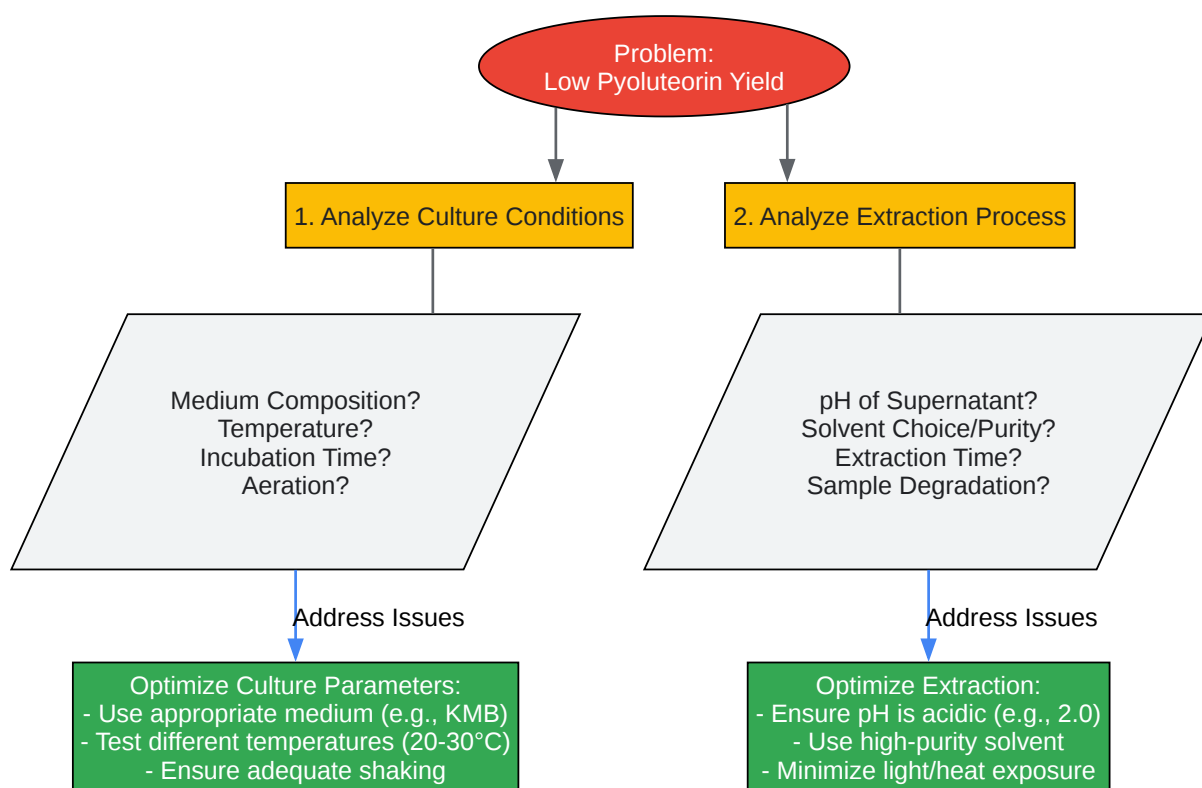 Problem:
Low Pyoluteorin Yield
1. Analyze Culture Conditions
2. Analyze Extraction Process
Medium Composition?
Temperature?
Incubation Time?
Aeration?
pH of Supernatant?
Solvent Choice/Purity?
Extraction Time?
Sample Degradation?
Address Issues
Address Issues
Optimize Culture Parameters:
- Use appropriate medium (e.g., KMB)
- Test different temperatures (20-30°C)
- Ensure adequate shaking
Optimize Extraction:
- Ensure pH is acidic (e.g., 2.0)
- Use high-purity solvent
- Minimize light/heat exposure